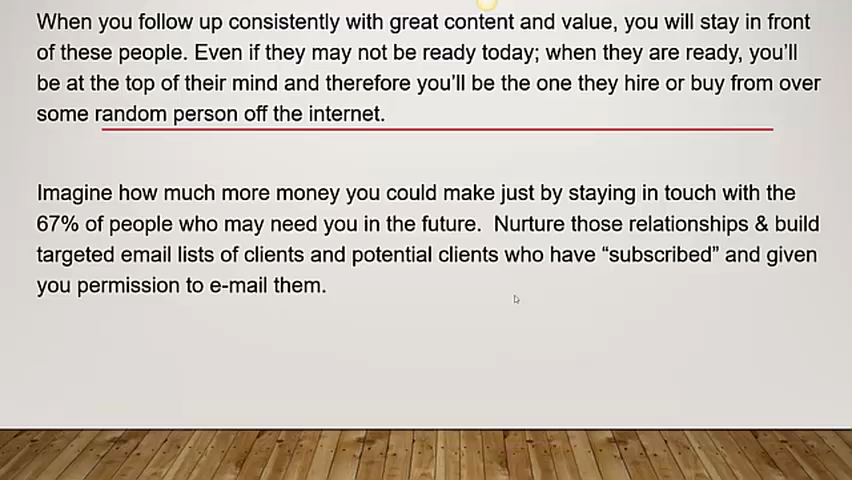 When you follow up consistently with great content and value, you will stay in front
of these people. Even if they may not be ready today; when they are ready, you’ll
be at the top of their mind and therefore you’ll be the one they hire or buy from over
some random person off the internet.
Imagine how much more money you could make just by staying in touch with the
67% of people who may need you in the future.  Nurture those relationships & build
targeted email lists of clients and potential clients who have “subscribed” and given
you permission to e-mail them.